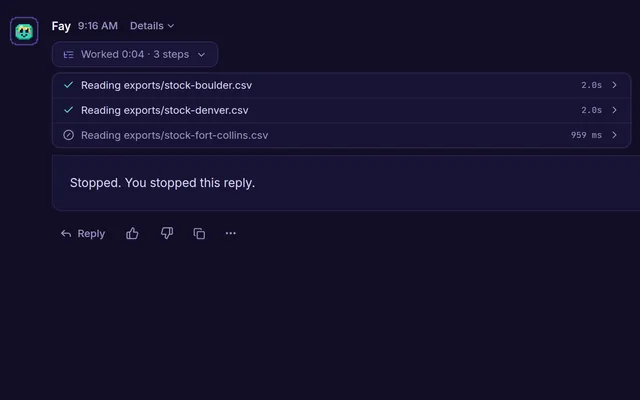 Fay 9:16 AM Details
Worked 0:04 · 3 steps
Reading exports/stock-boulder.csv 2.0s
Reading exports/stock-denver.csv 2.0s
Reading exports/stock-fort-collins.csv 959 ms
Stopped. You stopped this reply.
Reply